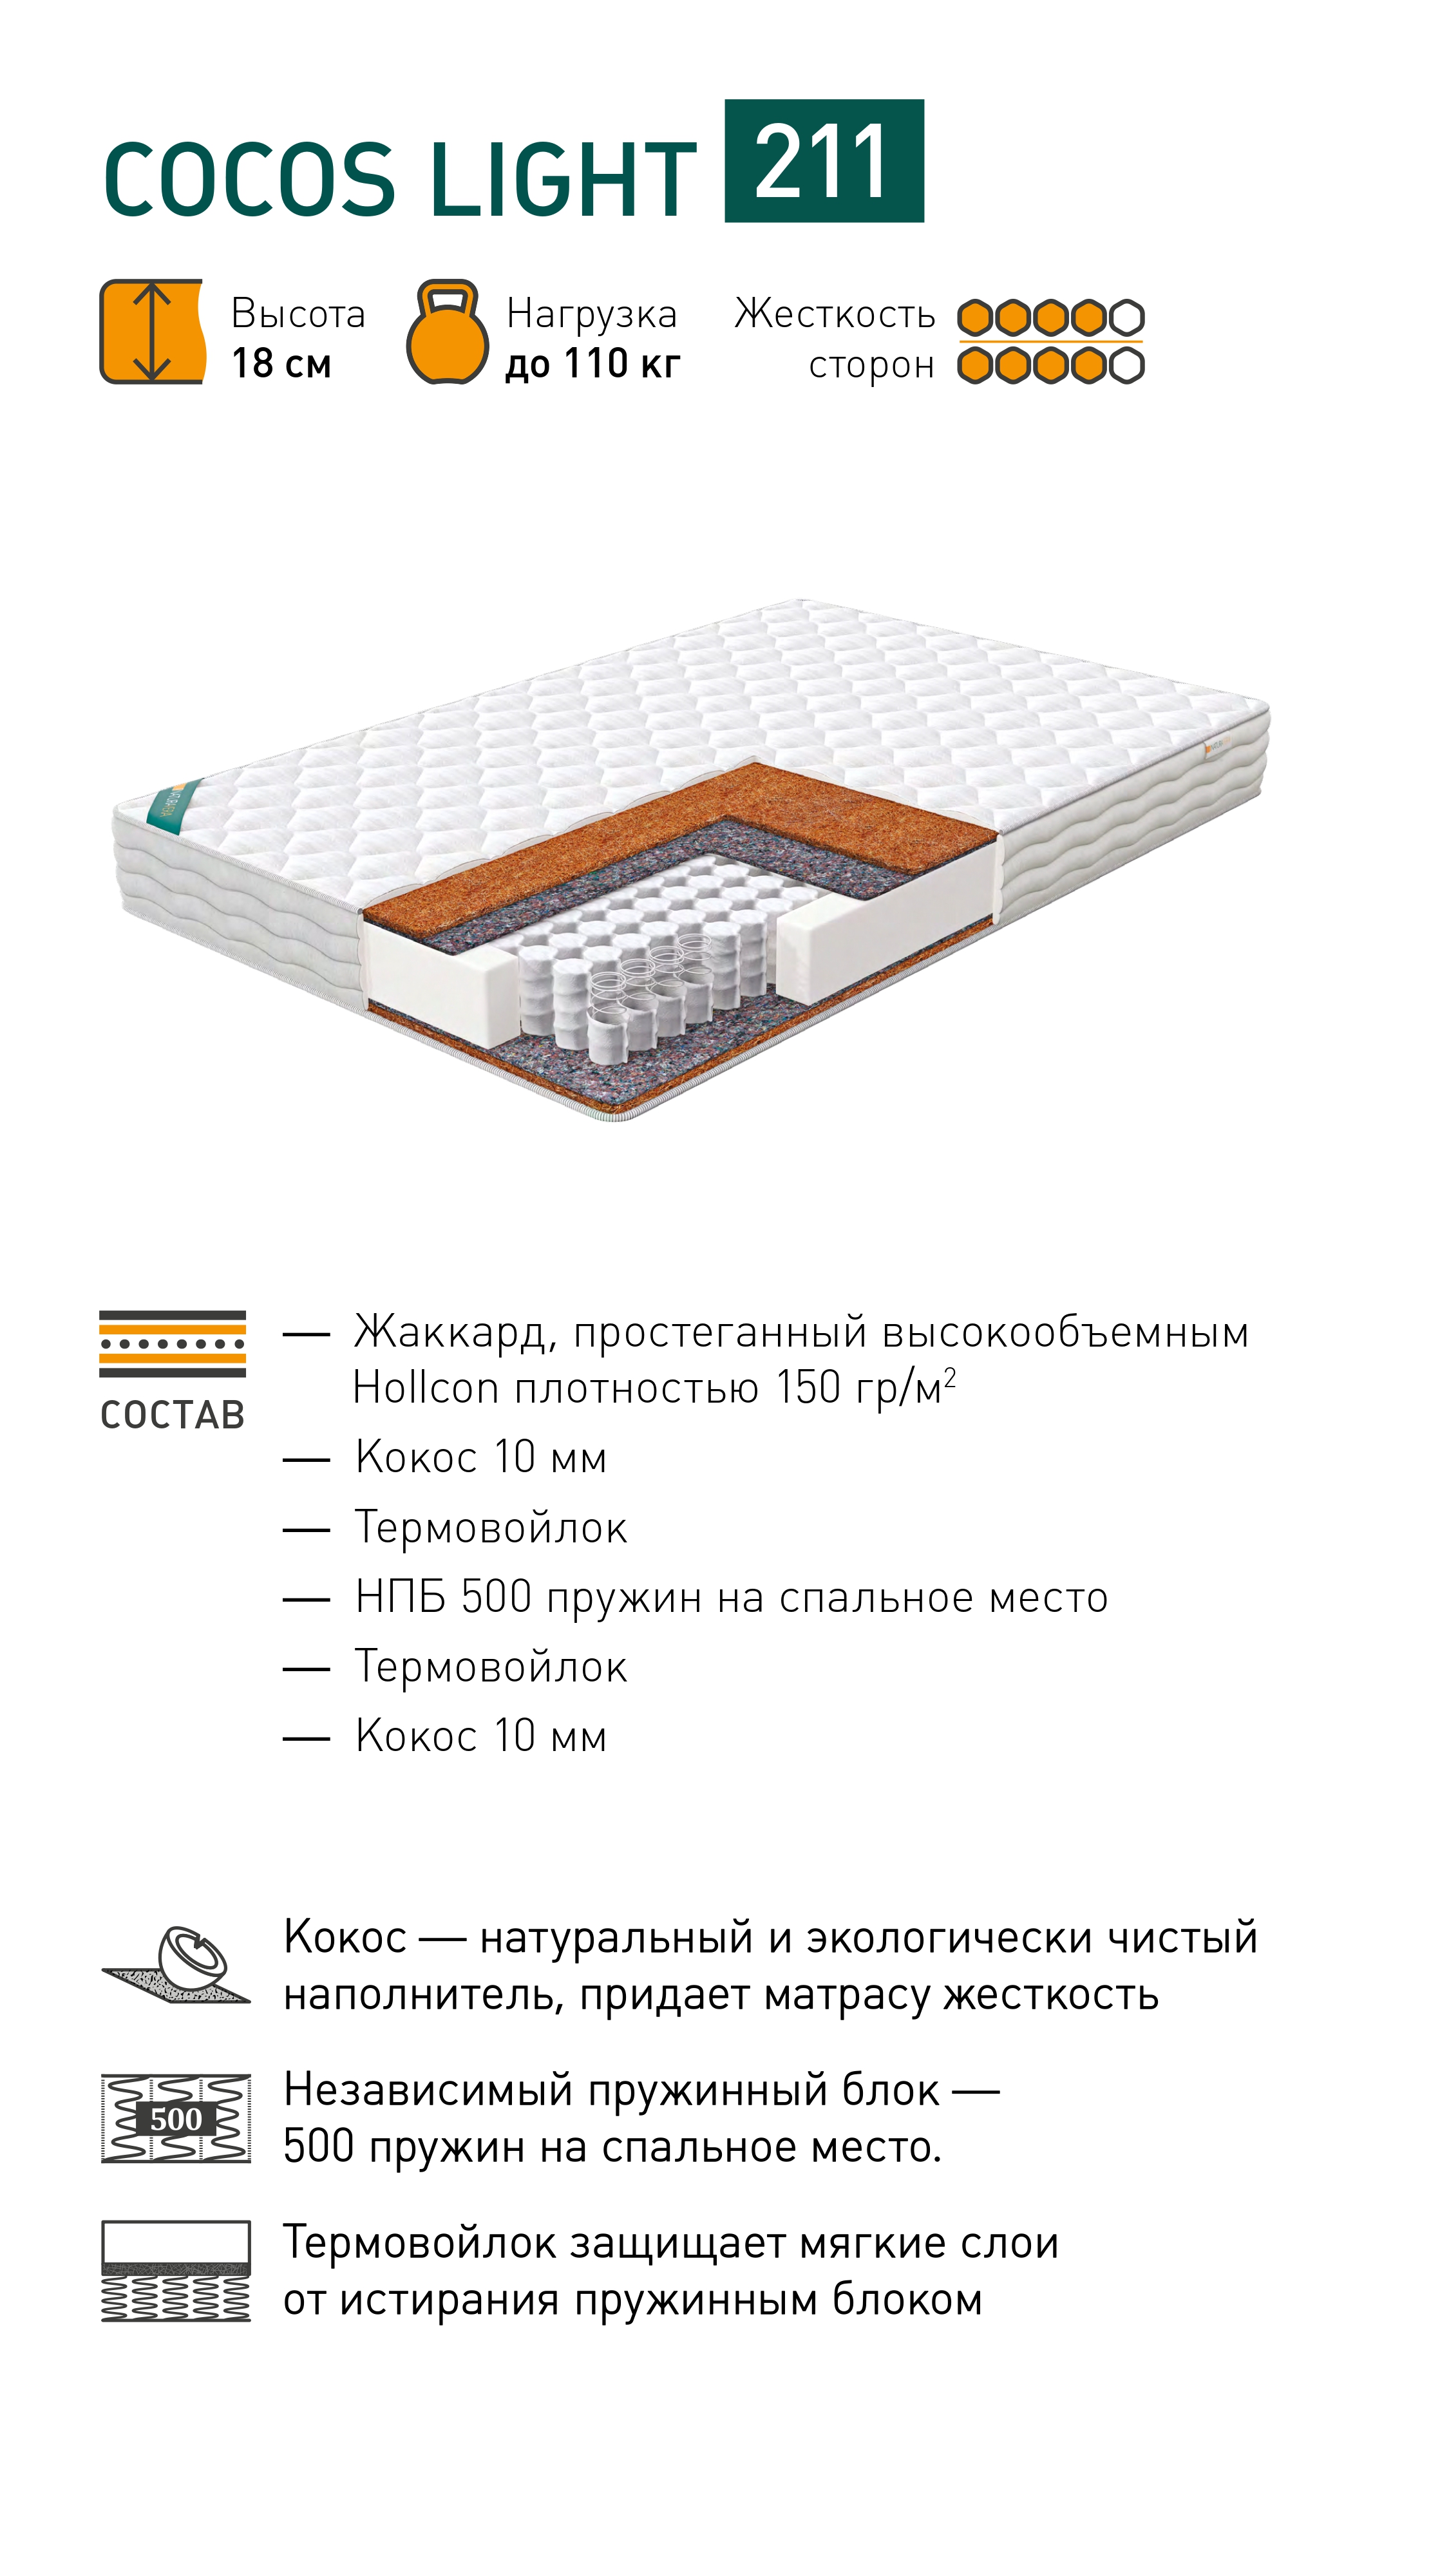 COCOS LIGHT 211
Высота
18 см
Нагрузка
до 110 кг
Жесткость
сторон
СОСТАВ
— Жаккард, простеганный высокообъемным
Hollcon плотностью 150 гр/м²
— Кокос 10 мм
— Термовойлок
— НПБ 500 пружин на спальное место
— Термовойлок
— Кокос 10 мм
Кокос — натуральный и экологически чистый
наполнитель, придает матрасу жесткость
500
Независимый пружинный блок —
500 пружин на спальное место.
Термовойлок защищает мягкие слои
от истирания пружинным блоком